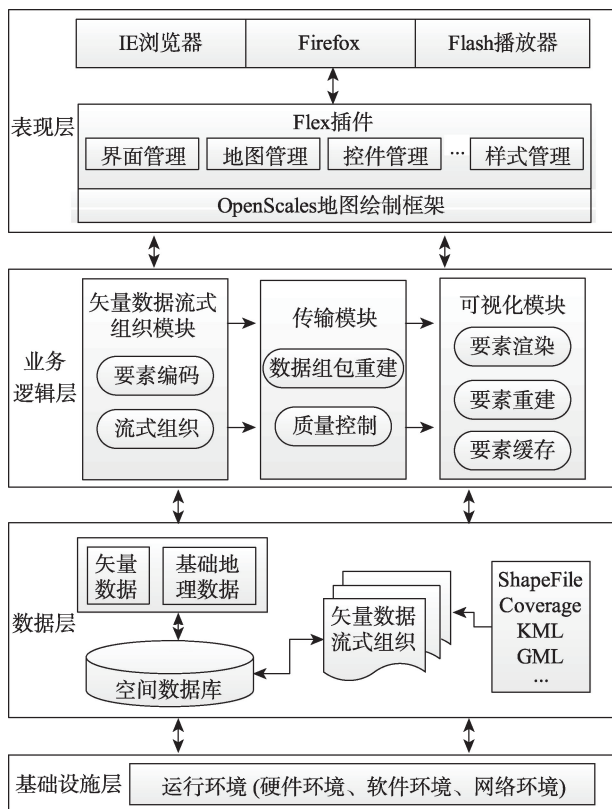 IE浏览器
Firefox
Flash播放器
表现层
Flex插件
界面管理
地图管理
控件管理
...
样式管理
OpenScales地图绘制框架
业务
逻辑层
矢量数据流式
组织模块
要素编码
流式组织
传输模块
数据组包重建
质量控制
可视化模块
要素渲染
要素重建
要素缓存
数据层
矢量
数据
基础地
理数据
空间数据库
矢量数据
流式组织
ShapeFile
Coverage
KML
GML
...
基础设施层
运行环境 (硬件环境、软件环境、网络环境)